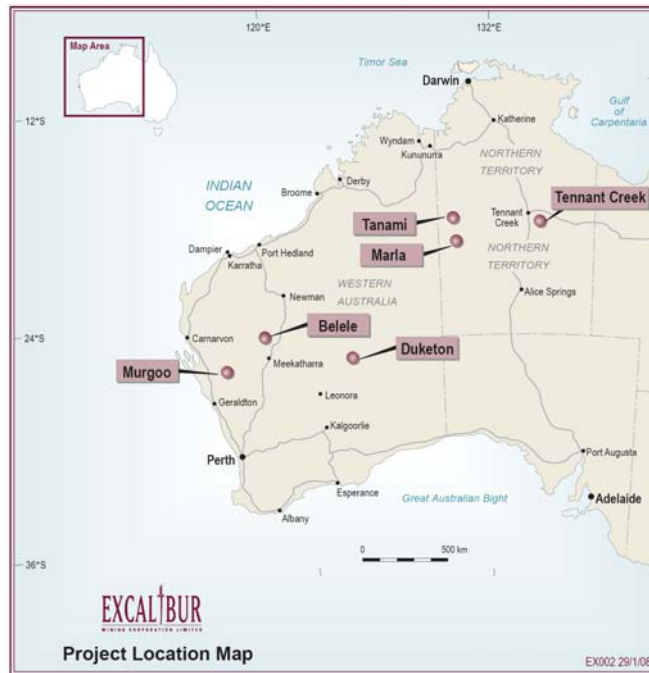 120°E
132°E
Map Area
Timor Sea
Darwin
Gulf
of
Carpentaria
12°S
Katherine
Wyndam
Kununurra
NORTHERN
TERRITORY
INDIAN
OCEAN
Derby
Broome
Tennant Creek
Tanami
Tennant
Creek
Marla
Dampier
Port Hedland
Karratha
NORTHERN
TERRITORY
WESTERN
AUSTRALIA
Newman
Alice Springs
Belele
24°S
Carnarvon
Duketon
Meekatharra
Murgoo
Leonora
Geraldton
Kalgoorlie
Perth
Port Augusta
Esperance
Great Australian Bight
Adelaide
Albany
0
500 km
36°S
EXCALIBUR
MINING CORPORATION LIMITED
Project Location Map
EX002 29/1/08